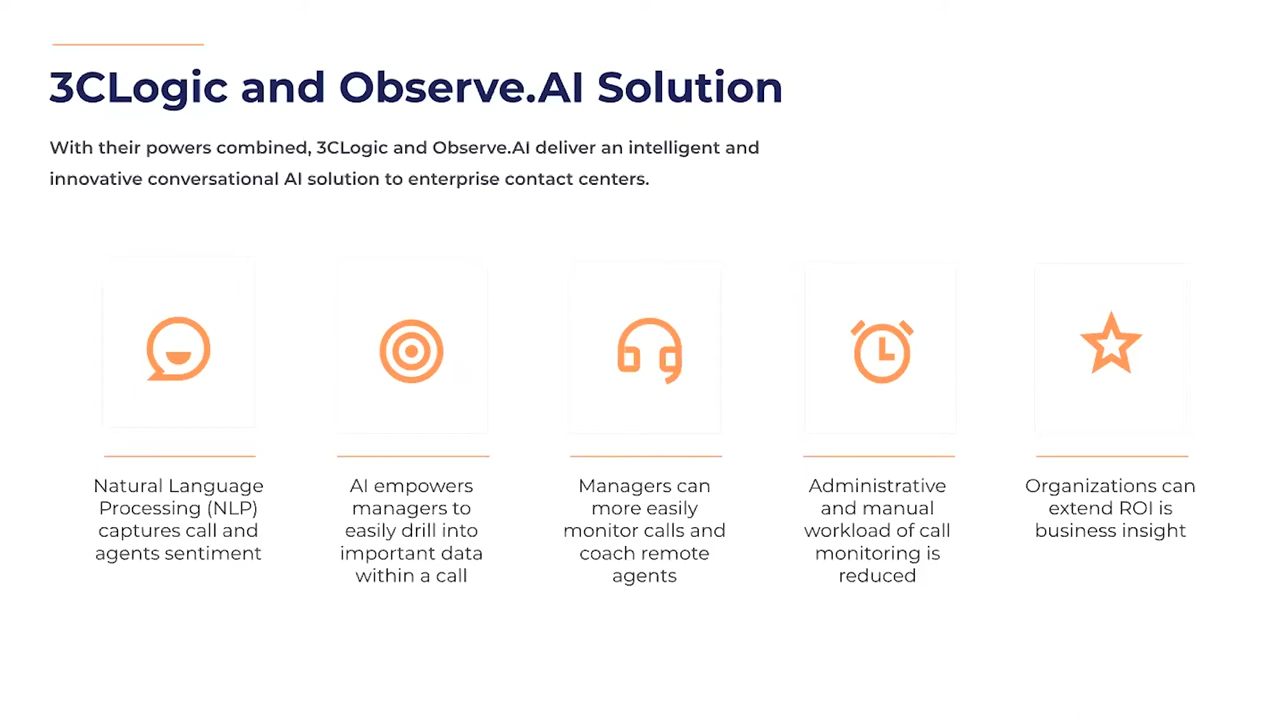 3CLogic and Observe.AI Solution
With their powers combined, 3CLogic and Observe.AI deliver an intelligent and
innovative conversational AI solution to enterprise contact centers.
Natural Language
Processing (NLP)
captures call and
agents sentiment
AI empowers
managers to
easily drill into
important data
within a call
Managers can
more easily
monitor calls and
coach remote
agents
Administrative
and manual
workload of call
monitoring is
reduced
Organizations can
extend ROI is
business insight